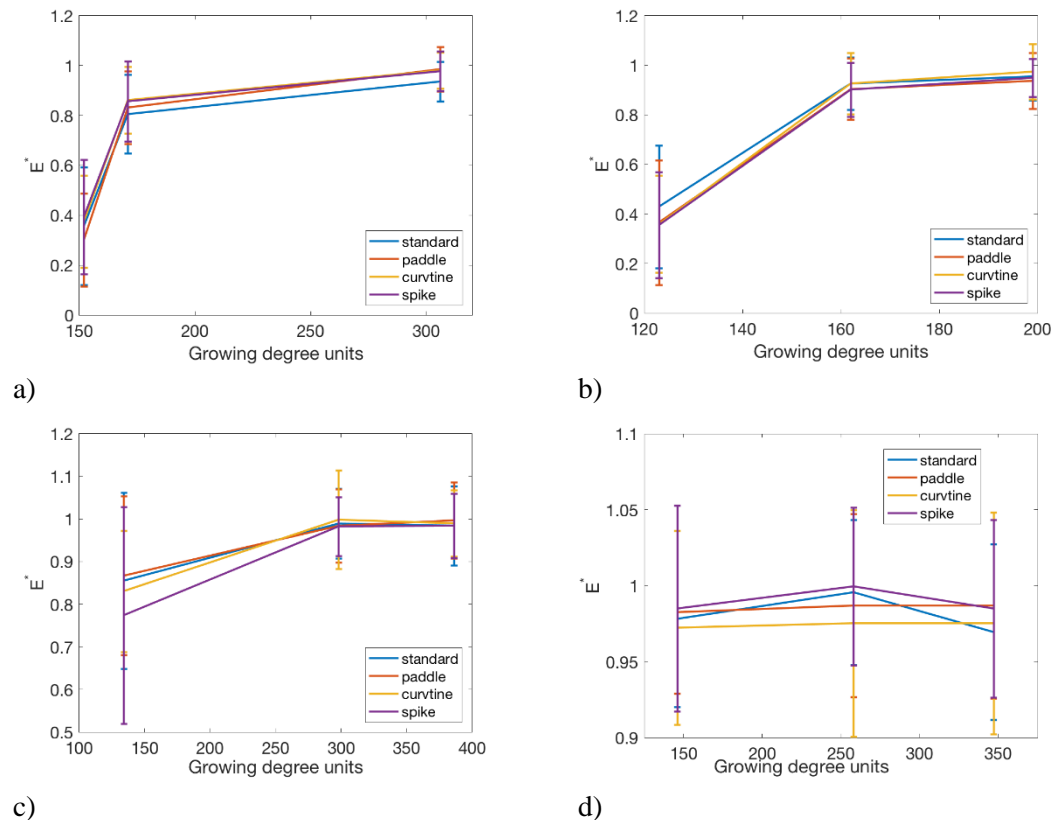 1.2
1
0.8
0.6
0.4
0.2
0
E*
150 200 250 300
Growing degree units
standard
paddle
curvtine
spike
a)
1.2
1
0.8
0.6
0.4
0.2
0
E*
120 140 160 180 200
Growing degree units
standard
paddle
curvtine
spike
b)
1.2
1.1
1
0.9
0.8
0.7
0.6
0.5
E*
100 150 200 250 300 350 400
Growing degree units
standard
paddle
curvtine
spike
c)
1.1
1.05
1
0.95
0.9
E*
150 200 250 300 350
Growing degree units
standard
paddle
curvtine
spike
d)